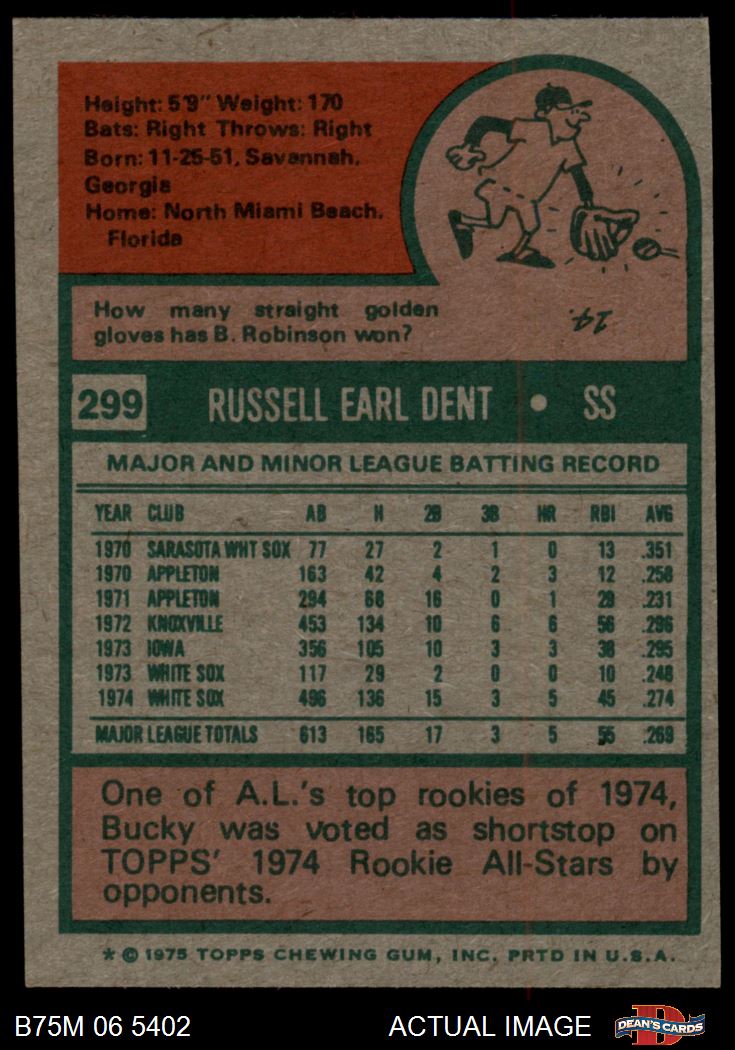 Height: 5'9" Weight: 170
Bats: Right Throws: Right
Born: 11-25-51, Savannah,
Georgia
Home: North Miami Beach,
Florida
How many straight golden
gloves has B. Robinson won?
14.
299 RUSSELL EARL DENT • SS
MAJOR AND MINOR LEAGUE BATTING RECORD
YEAR CLUB AB H 2B 3B HR RBI AVG
1970 SARASOTA WHT SOX 77 27 2 1 0 13 .351
1970 APPLETON 163 42 4 2 3 12 .258
1971 APPLETON 294 68 16 0 1 29 .231
1972 KNOXVILLE 453 134 10 6 6 56 .296
1973 IOWA 356 105 10 3 3 38 .295
1973 WHITE SOX 117 29 2 0 0 10 .248
1974 WHITE SOX 496 136 15 3 5 45 .274
MAJOR LEAGUE TOTALS 613 165 17 3 5 55 .269
One of A.L.'s top rookies of 1974,
Bucky was voted as shortstop on
TOPPS' 1974 Rookie All-Stars by
opponents.
* © 1975 TOPPS CHEWING GUM, INC. PRTD IN U.S.A.
B75M 06 5402 ACTUAL IMAGE DEAN'S CARDS